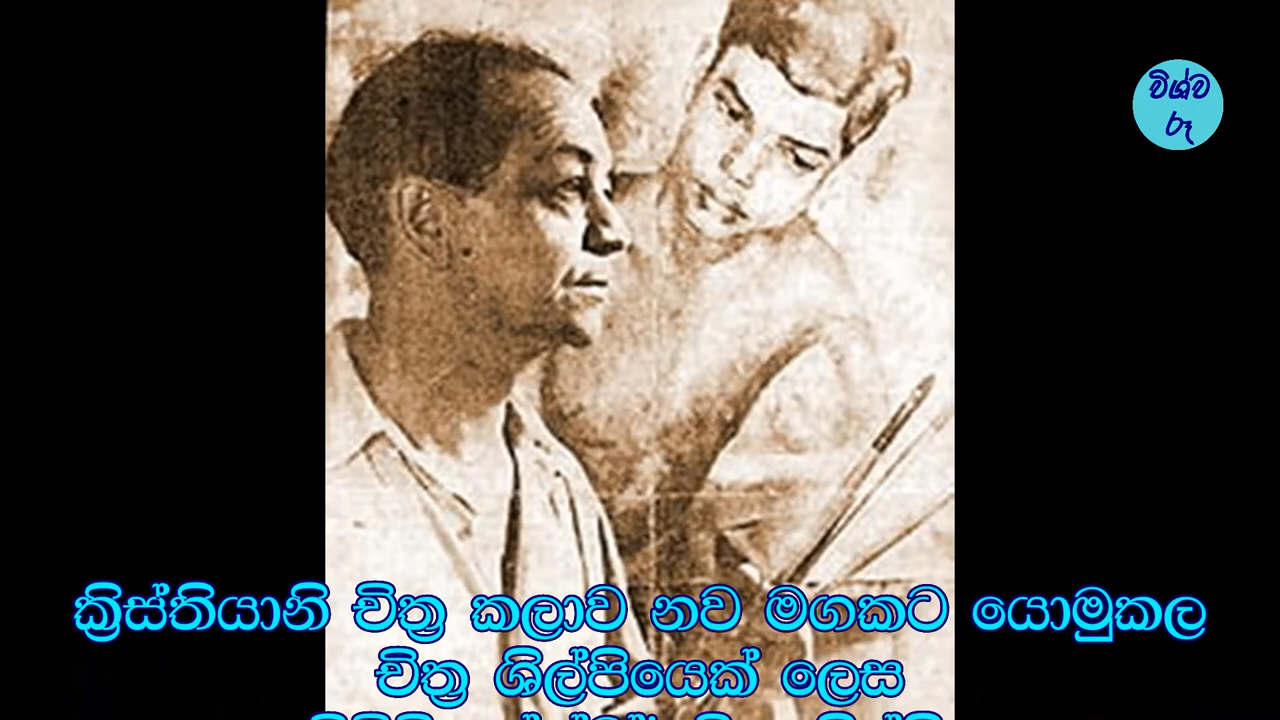 විශ්ව
රූ
ක්‍රිස්තියානි චිත්‍ර කලාව නව මගකට යොමුකල
චිත්‍ර ශිල්පියෙක් ලෙස